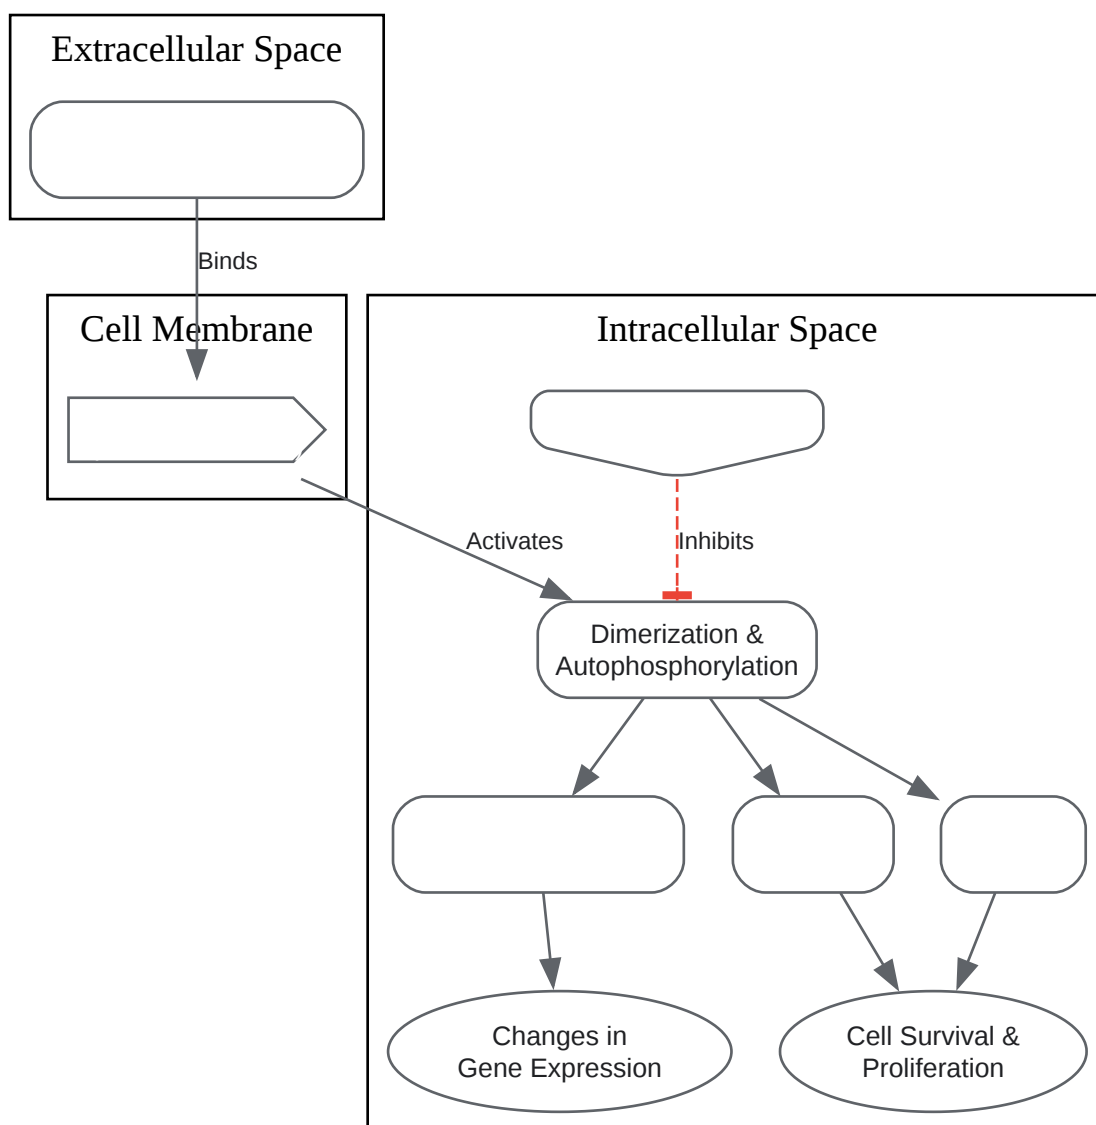 Extracellular Space
Binds
Cell Membrane
Intracellular Space
Activates
Inhibits
Dimerization &
Autophosphorylation
Changes in
Gene Expression
Cell Survival &
Proliferation